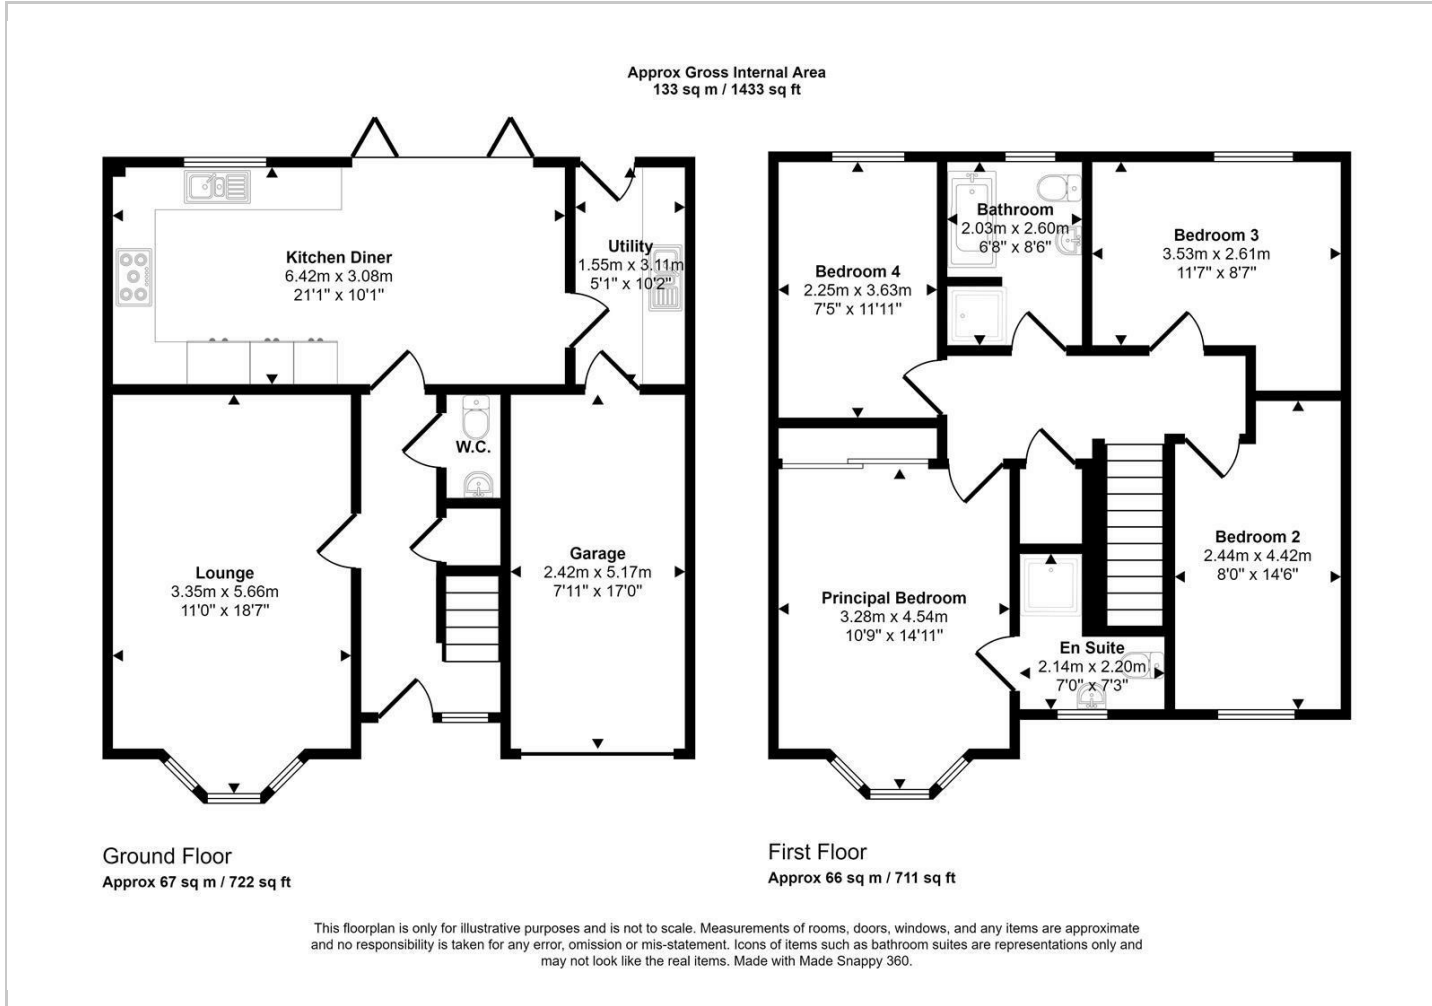 Approx Gross Internal Area
133 sq m / 1433 sq ft
Kitchen Diner
6.42m x 3.08m
21'1" x 10'1"
Utility
1.55m x 3.11m
5'1" x 10'2"
W.C.
Lounge
3.35m x 5.66m
11'0" x 18'7"
Garage
2.42m x 5.17m
7'11" x 17'0"
Ground Floor
Approx 67 sq m / 722 sq ft
Bedroom 4
2.25m x 3.63m
7'5" x 11'11"
Bathroom
2.03m x 2.60m
6'8" x 8'6"
Bedroom 3
3.53m x 2.61m
11'7" x 8'7"
Principal Bedroom
3.28m x 4.54m
10'9" x 14'11"
En Suite
2.14m x 2.20m
7'0" x 7'3"
Bedroom 2
2.44m x 4.42m
8'0" x 14'6"
First Floor
Approx 66 sq m / 711 sq ft
This floorplan is only for illustrative purposes and is not to scale. Measurements of rooms, doors, windows, and any items are approximate
and no responsibility is taken for any error, omission or mis-statement. Icons of items such as bathroom suites are representations only and
may not look like the real items. Made with Made Snappy 360.